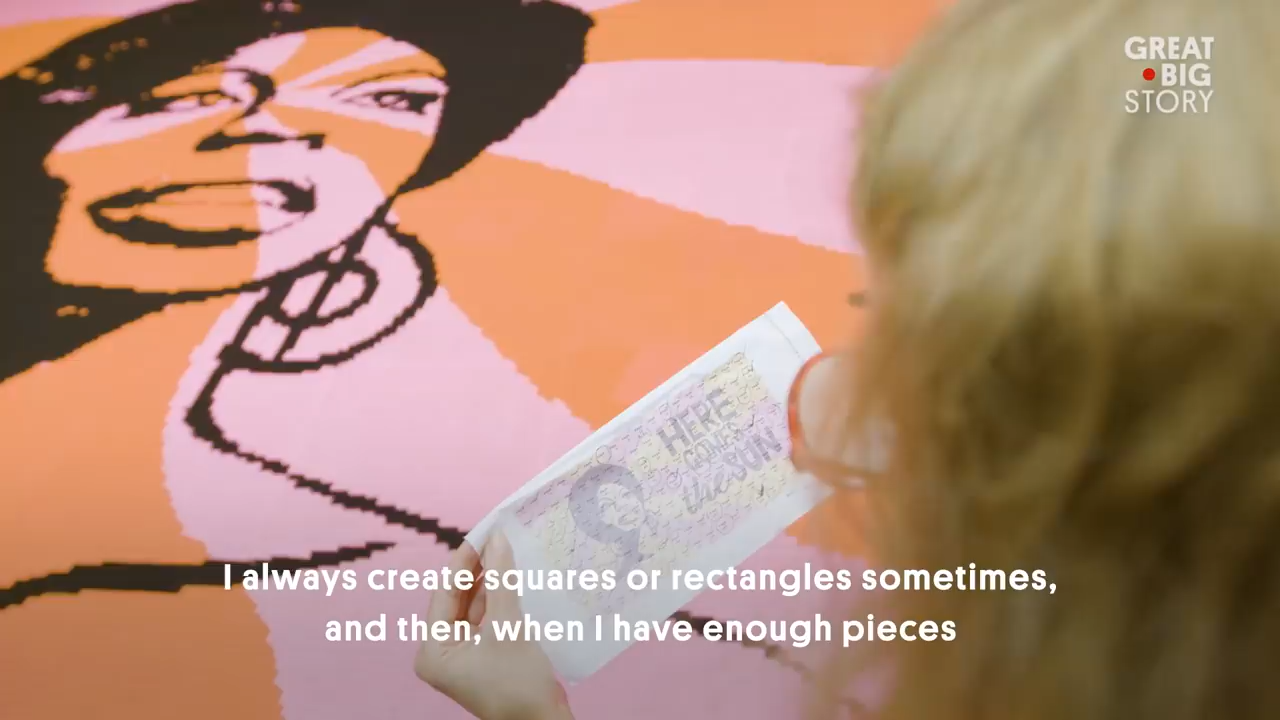 GREAT
BIG
STORY
HERE
COMES
the SUN
I always create squares or rectangles sometimes,
and then, when I have enough pieces